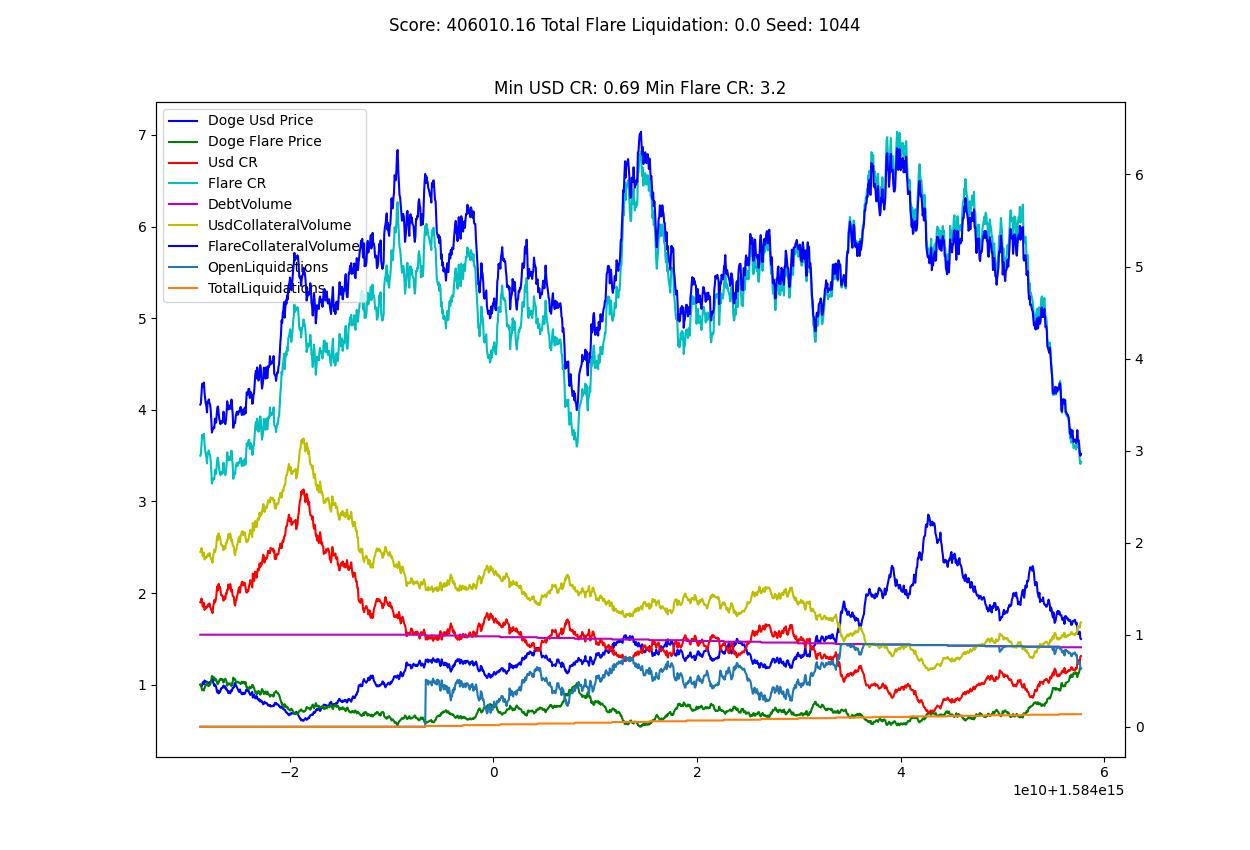 Score: 406010.16 Total Flare Liquidation: 0.0 Seed: 1044
Min USD CR: 0.69 Min Flare CR: 3.2
Doge Usd Price
Doge Flare Price
Usd CR
Flare CR
DebtVolume
UsdCollateralVolume
FlareCollateralVolume
OpenLiquidations
TotalLiquidations
7
6
5
4
3
2
1
6
5
4
3
2
1
0
−2
0
2
4
6
1e10+1.584e15